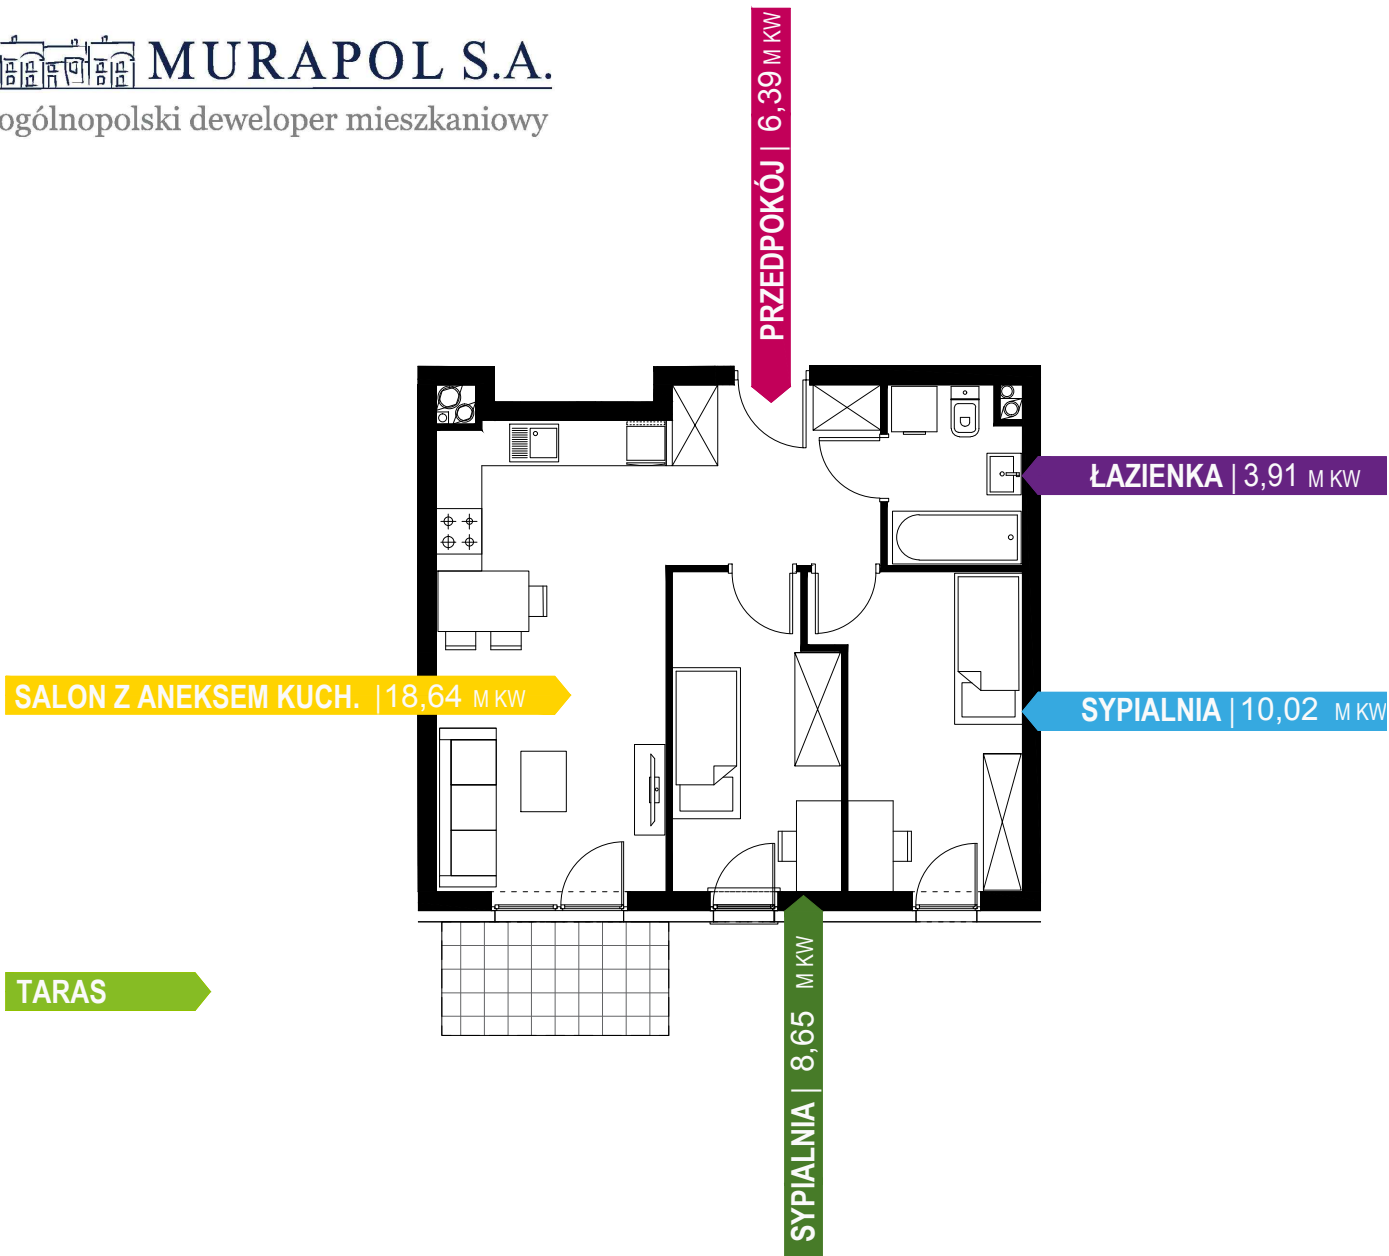 MURAPOL S.A.
ogólnopolski deweloper mieszkaniowy
PRZEDPOKÓJ | 6,39 M KW
ŁAZIENKA | 3,91 M KW
SALON Z ANEKSEM KUCH. | 18,64 M KW
SYPIALNIA | 10,02 M KW
TARAS
SYPIALNIA | 8,65 M KW